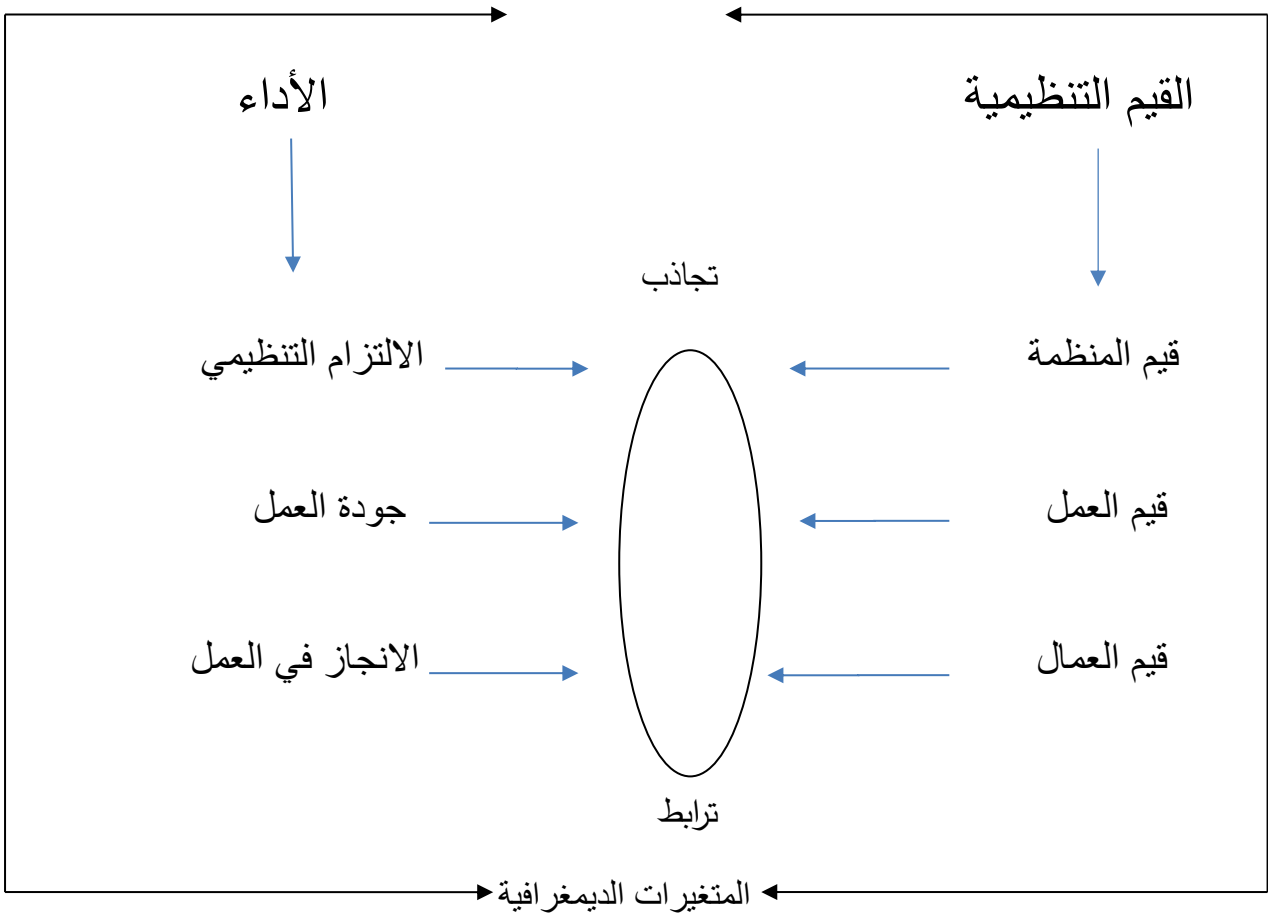 القيم التنظيمية
الأداء
تجاذب
قيم المنظمة
الالتزام التنظيمي
قيم العمل
جودة العمل
قيم العمال
الانجاز في العمل
ترابط
المتغيرات الديمغرافية